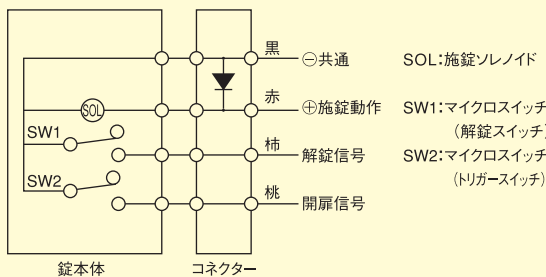 黒
⊖共通
SOL:施錠ソレノイド
赤
SOL
⊕施錠動作
SW1:マイクロスイッチ
(解錠スイッチ)
SW1
柿
解錠信号
SW2:マイクロスイッチ
(トリガースイッチ)
SW2
桃
開扉信号
錠本体
コネクター